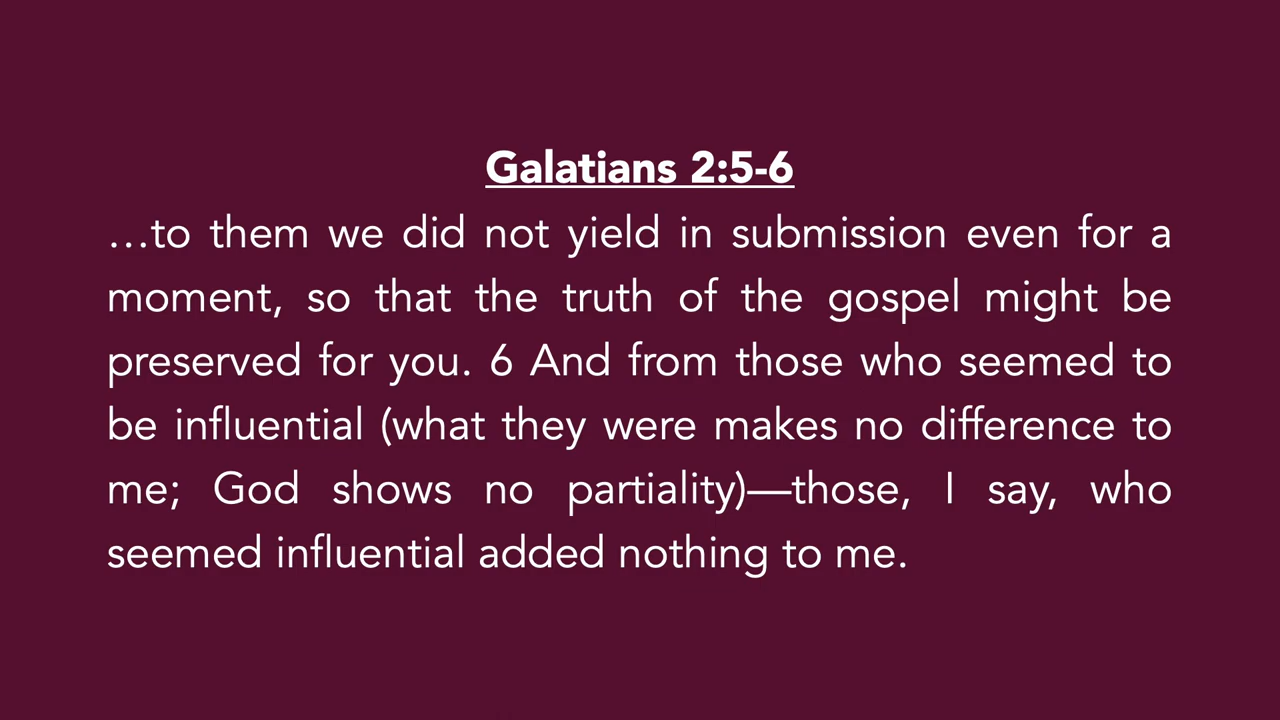 Galatians 2:5-6
…to them we did not yield in submission even for a
moment, so that the truth of the gospel might be
preserved for you. 6 And from those who seemed to
be influential (what they were makes no difference to
me; God shows no partiality)—those, I say, who
seemed influential added nothing to me.